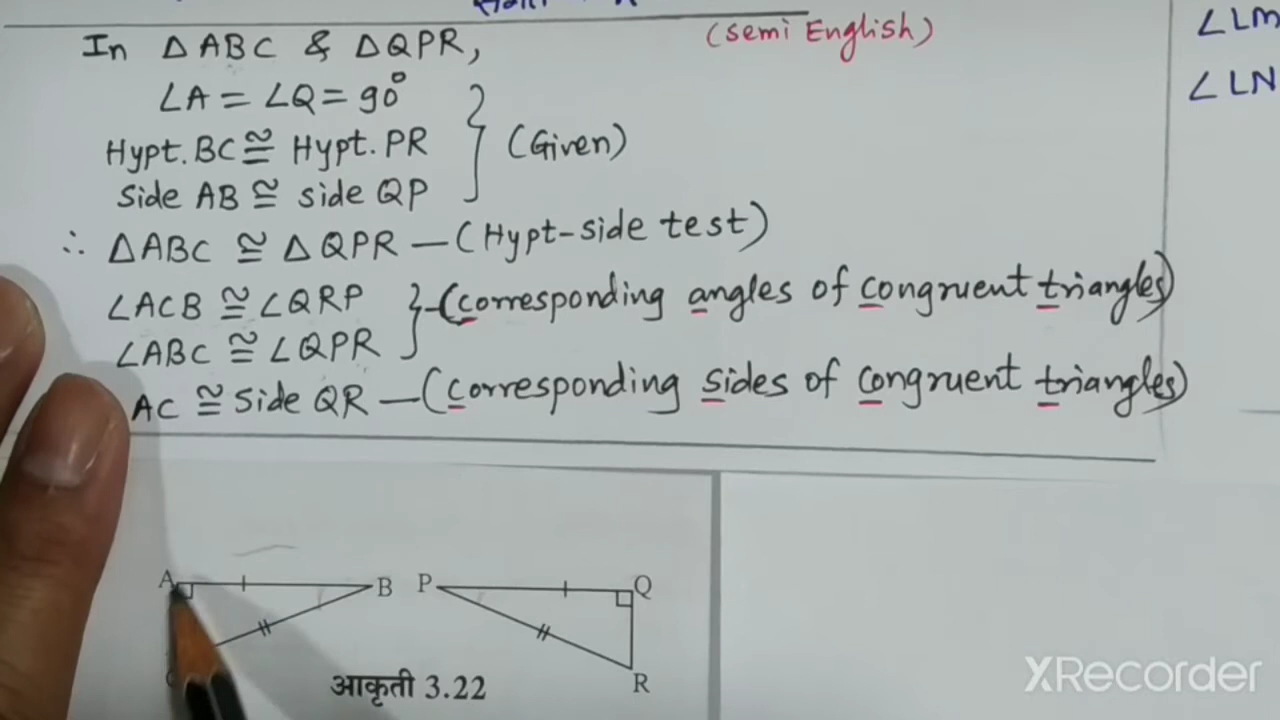 (semi English)
In △ABC & △QPR,
∠A = ∠Q = 90°
Hypt. BC ≅ Hypt. PR
Side AB ≅ side QP
} (Given)
∴ △ABC ≅ △QPR — (Hypt-side test)
∠ACB ≅ ∠QRP
∠ABC ≅ ∠QPR
} - (corresponding angles of congruent triangles)
AC ≅ Side QR — (corresponding sides of congruent triangles)
∠LM
∠LN
A B P Q
R
आकृती 3.22
XRecorder